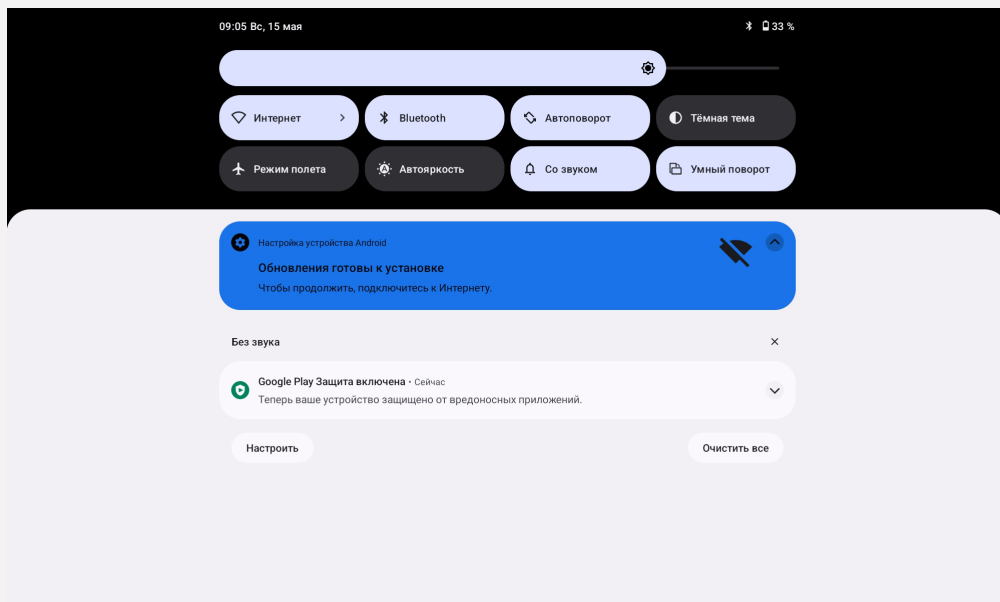 09:05 Вс, 15 мая
33 %
Интернет
Bluetooth
Автоповорот
Тёмная тема
Режим полета
Автояркость
Со звуком
Умный поворот
Настройка устройства Android
Обновления готовы к установке
Чтобы продолжить, подключитесь к Интернету.
Без звука
Google Play Защита включена • Сейчас
Теперь ваше устройство защищено от вредоносных приложений.
Настроить
Очистить все